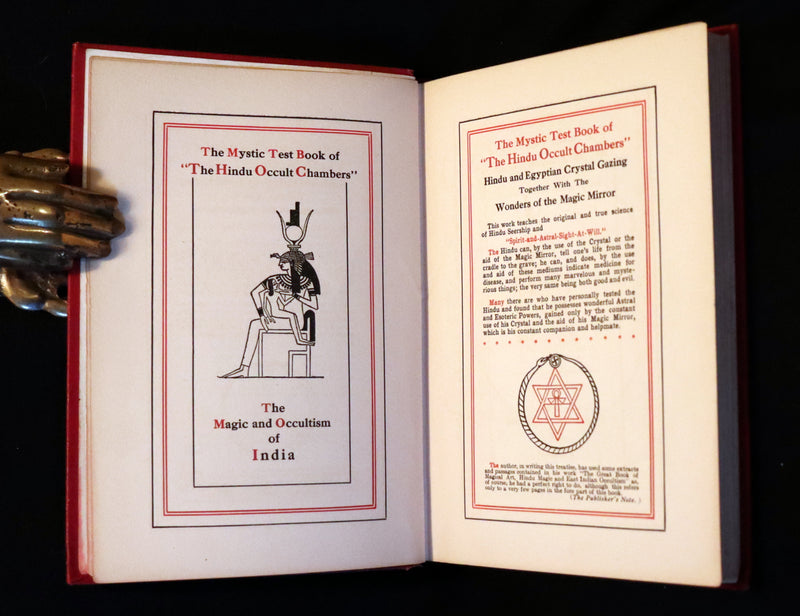 The Mystic Test Book of
"The Hindu Occult Chambers"
The
Magic and Occultism
of
India
The Mystic Test Book of
"The Hindu Occult Chambers"
Hindu and Egyptian Crystal Gazing
Together With The
Wonders of the Magic Mirror
This work teaches the original and true science
of Hindu Seership and
"Spirit-and-Astral-Sight-At-Will."
The Hindu can, by the use of the Crystal or the
aid of the Magic Mirror, tell one's life from the
cradle to the grave; he can, and does, by the use
and aid of these mediums indicate medicine for
disease, and perform many marvelous and myste-
rious things; the very same being both good and evil.
Many there are who have personally tested the
Hindu and found that he possesses wonderful Astral
and Esoteric Powers, gained only by the constant
use of his Crystal and the aid of his Magic Mirror,
which is his constant companion and helpmate.
The author, in writing this treatise, has used some extracts
and passages contained in his work "The Great Book of
Magical Art, Hindu Magic and East Indian Occultism" as,
of course, he had a perfect right to do, although this refers
only to a very few pages in the fore part of this book.
(The Publisher's Note.)